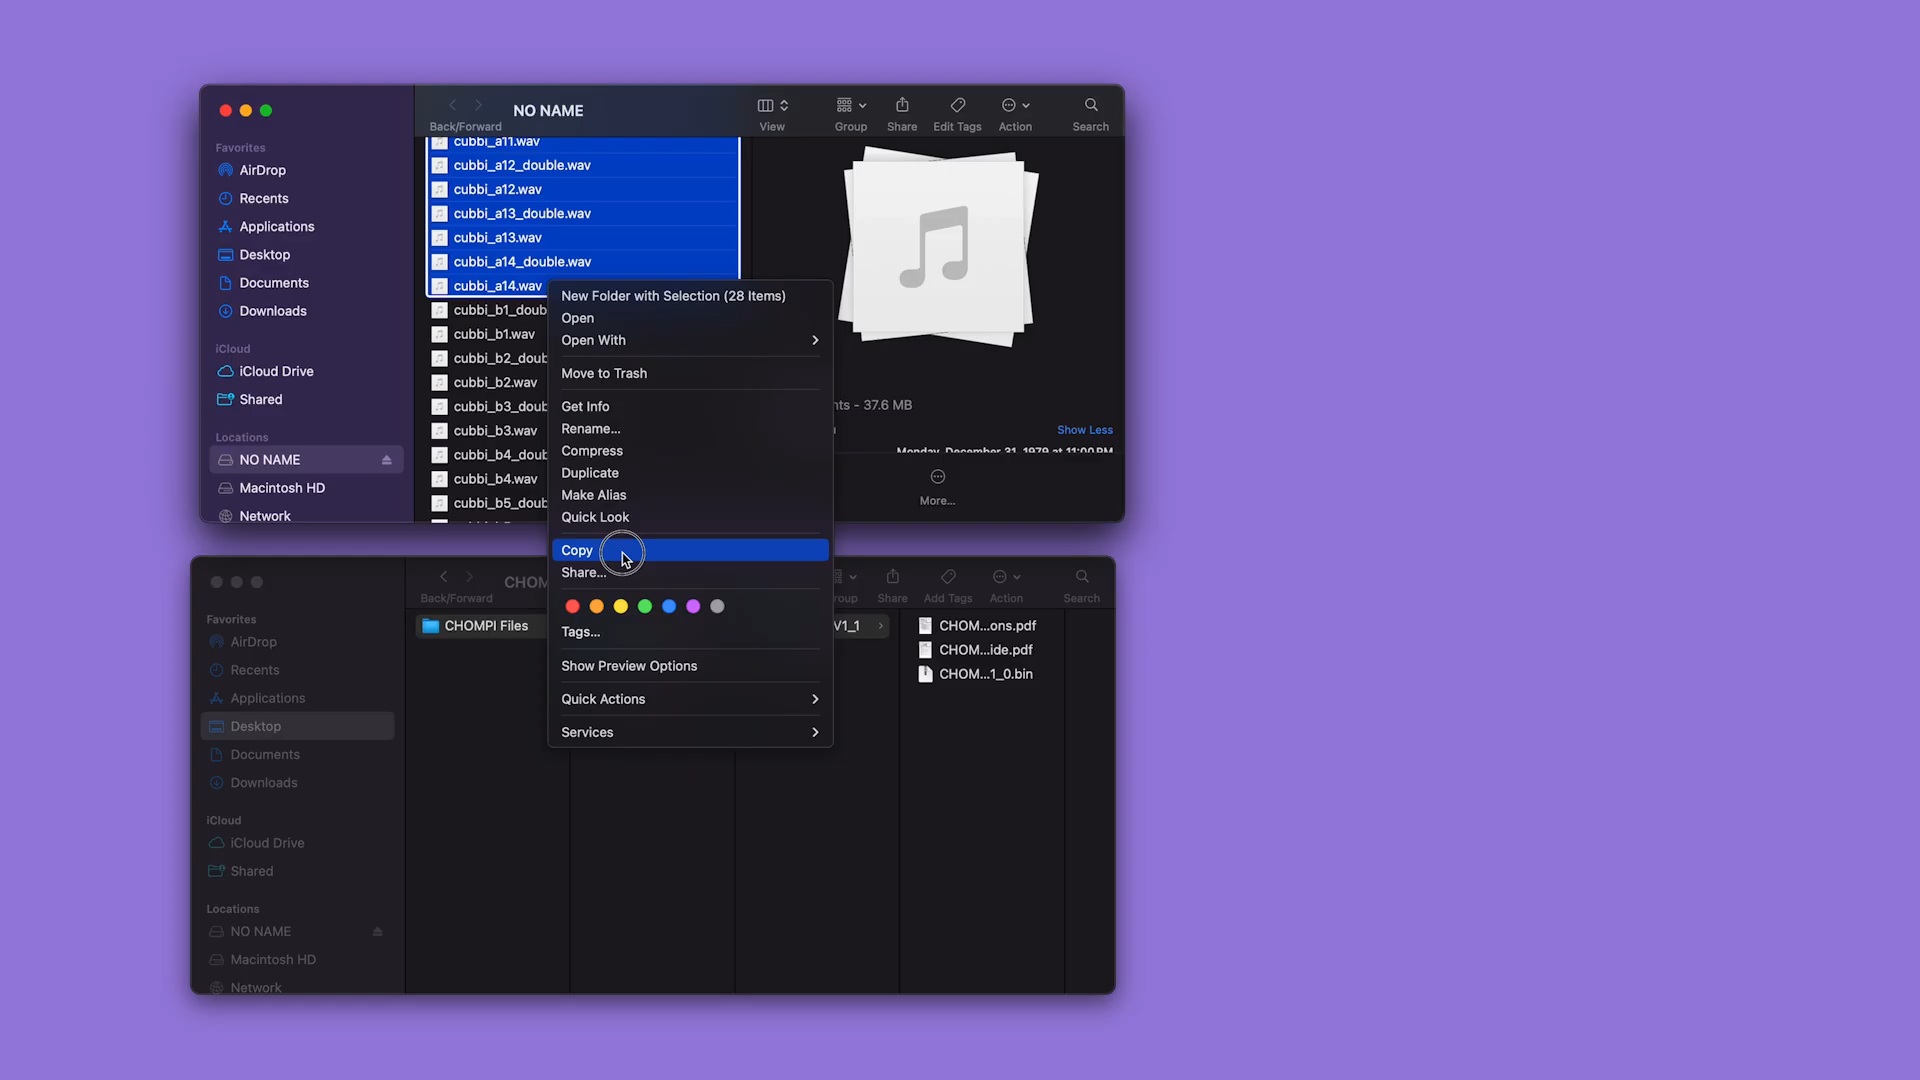 NO NAME
Back/Forward
View
Group
Share
Edit Tags
Action
Search
Favorites
AirDrop
Recents
Applications
Desktop
Documents
Downloads
iCloud
iCloud Drive
Shared
Locations
NO NAME
Macintosh HD
Network
cubbi_a11.wav
cubbi_a12_double.wav
cubbi_a12.wav
cubbi_a13_double.wav
cubbi_a13.wav
cubbi_a14_double.wav
cubbi_a14.wav
cubbi_b1_doub
cubbi_b1.wav
cubbi_b2_doub
cubbi_b2.wav
cubbi_b3_doub
cubbi_b3.wav
cubbi_b4_doub
cubbi_b4.wav
cubbi_b5_doub
nts - 37.6 MB
Show Less
Monday, December 31, 1979 at 11:00 PM
More...
New Folder with Selection (28 Items)
Open
Open With
Move to Trash
Get Info
Rename...
Compress
Duplicate
Make Alias
Quick Look
Copy
Share...
Tags...
Show Preview Options
Quick Actions
Services
CHOM
Back/Forward
roup
Share
Add Tags
Action
Search
Favorites
AirDrop
Recents
Applications
Desktop
Documents
Downloads
iCloud
iCloud Drive
Shared
Locations
NO NAME
Macintosh HD
Network
CHOMPI Files
V1_1
CHOM...ons.pdf
CHOM...ide.pdf
CHOM...1_0.bin